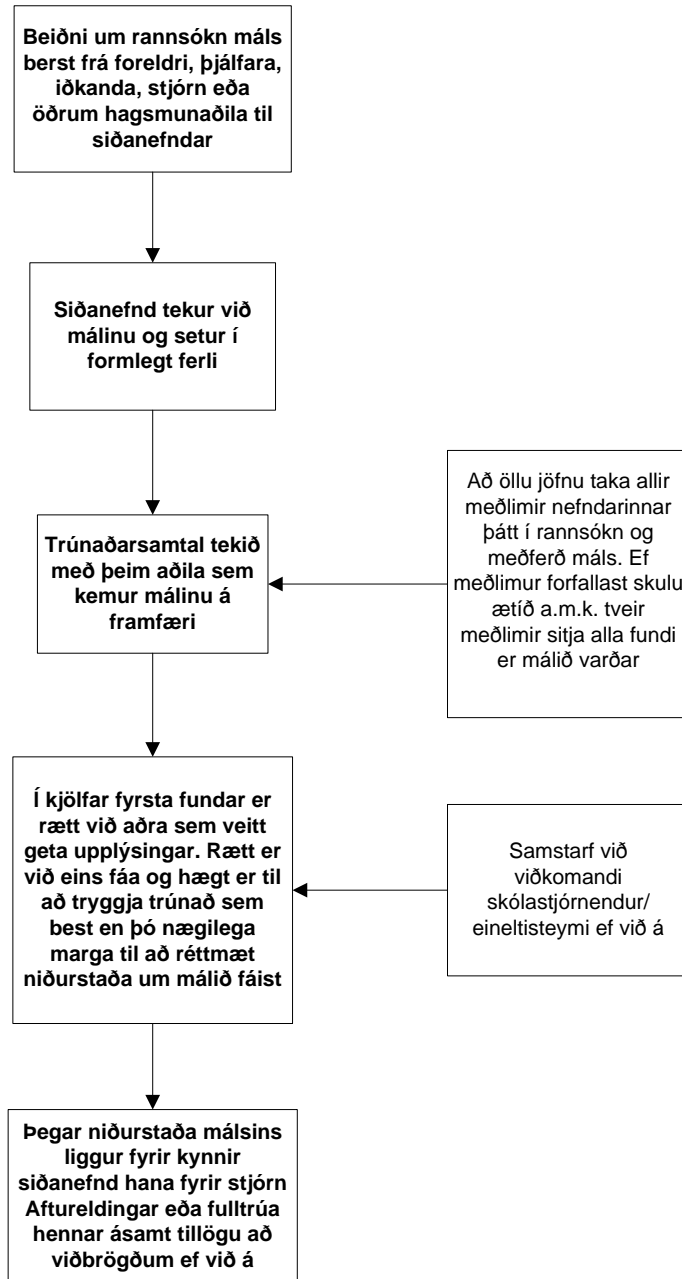 Beiðni um rannsókn máls
berst frá foreldri, þjálfara,
iðkanda, stjórn eða
öðrum hagsmunaðila til
siðanefndar
Siðanefnd tekur við
málinu og setur í
formlegt ferli
Trúnaðarsamtal tekið
með þeim aðila sem
kemur málinu á
framfæri
Að öllu jöfnu taka allir
meðlimir nefndarinnar
þátt í rannsókn og
meðferð máls. Ef
meðlimur forfallast skulu
ætíð a.m.k. tveir
meðlimir sitja alla fundi
er málið varðar
Í kjölfar fyrsta fundar er
rætt við aðra sem veitt
geta upplýsingar. Rætt er
við eins fáa og hægt er til
að tryggja trúnað sem
best en þó nægilega
marga til að réttmæt
niðurstaða um málið fáist
Samstarf við
viðkomandi
skólastjórnendur/
eineltisteymi ef við á
Þegar niðurstaða málsins
liggur fyrir kynnir
siðanefnd hana fyrir stjórn
Aftureldingar eða fulltrúa
hennar ásamt tillögu að
viðbrögðum ef við á